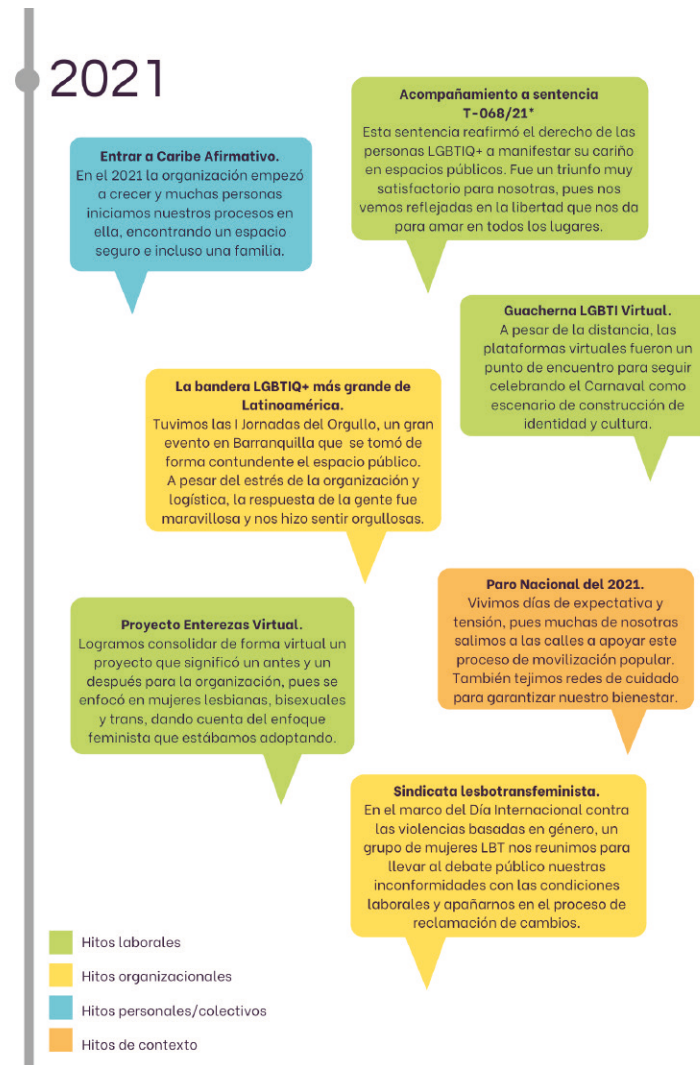 2021
Acompañamiento a sentencia
T-068/21*
Esta sentencia reafirmó el derecho de las
personas LGBTIQ+ a manifestar su cariño
en espacios públicos. Fue un triunfo muy
satisfactorio para nosotras, pues nos
vemos reflejadas en la libertad que nos da
para amar en todos los lugares.
Entrar a Caribe Afirmativo.
En el 2021 la organización empezó
a crecer y muchas personas
iniciamos nuestros procesos en
ella, encontrando un espacio
seguro e incluso una familia.
Guacherna LGBTI Virtual.
A pesar de la distancia, las
plataformas virtuales fueron un
punto de encuentro para seguir
celebrando el Carnaval como
escenario de construcción de
identidad y cultura.
La bandera LGBTIQ+ más grande de
Latinoamérica.
Tuvimos las I Jornadas del Orgullo, un gran
evento en Barranquilla que se tomó de
forma contundente el espacio público.
A pesar del estrés de la organización y
logística, la respuesta de la gente fue
maravillosa y nos hizo sentir orgullosas.
Paro Nacional del 2021.
Vivimos días de expectativa y
tensión, pues muchas de nosotras
salimos a las calles a apoyar este
proceso de movilización popular.
También tejimos redes de cuidado
para garantizar nuestro bienestar.
Proyecto Enterezas Virtual.
Logramos consolidar de forma virtual un
proyecto que significó un antes y un
después para la organización, pues se
enfocó en mujeres lesbianas, bisexuales
y trans, dando cuenta del enfoque
feminista que estábamos adoptando.
Sindicata lesbotransfeminista.
En el marco del Día Internacional contra
las violencias basadas en género, un
grupo de mujeres LBT nos reunimos para
llevar al debate público nuestras
inconformidades con las condiciones
laborales y apañarnos en el proceso de
reclamación de cambios.
Hitos laborales
Hitos organizacionales
Hitos personales/colectivos
Hitos de contexto